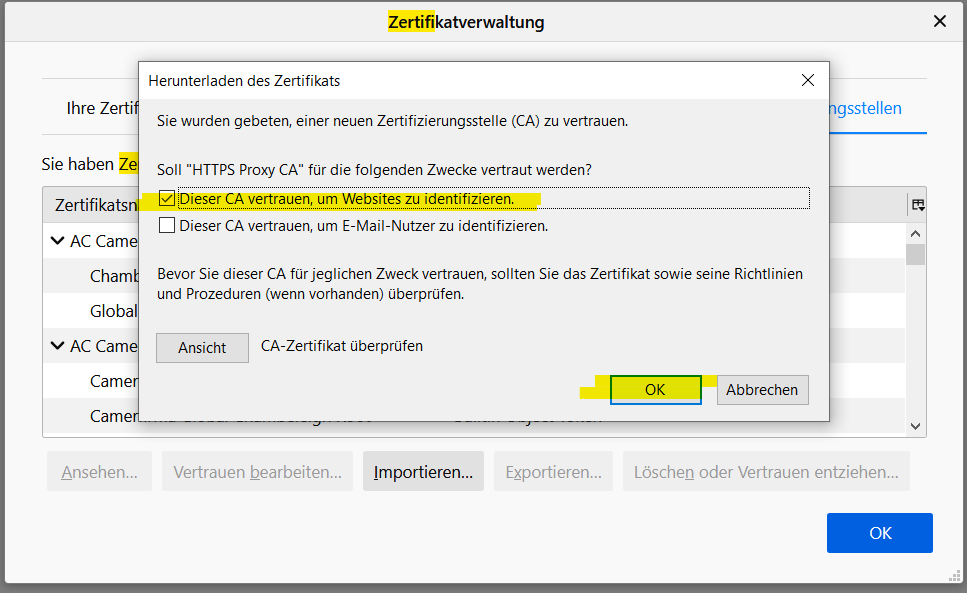 Zertifikatverwaltung
Herunterladen des Zertifikats
Ihre Zertif
ngsstellen
Sie wurden gebeten, einer neuen Zertifizierungsstelle (CA) zu vertrauen.
Sie haben Ze
Soll "HTTPS Proxy CA" für die folgenden Zwecke vertraut werden?
Zertifikatsn
Dieser CA vertrauen, um Websites zu identifizieren.
Dieser CA vertrauen, um E-Mail-Nutzer zu identifizieren.
AC Came
Chamb
Bevor Sie dieser CA für jeglichen Zweck vertrauen, sollten Sie das Zertifikat sowie seine Richtlinien
und Prozeduren (wenn vorhanden) überprüfen.
Global
AC Came
Ansicht CA-Zertifikat überprüfen
Camer
OK Abbrechen
Camer
Ansehen... Vertrauen bearbeiten... Importieren... Exportieren... Löschen oder Vertrauen entziehen...
OK